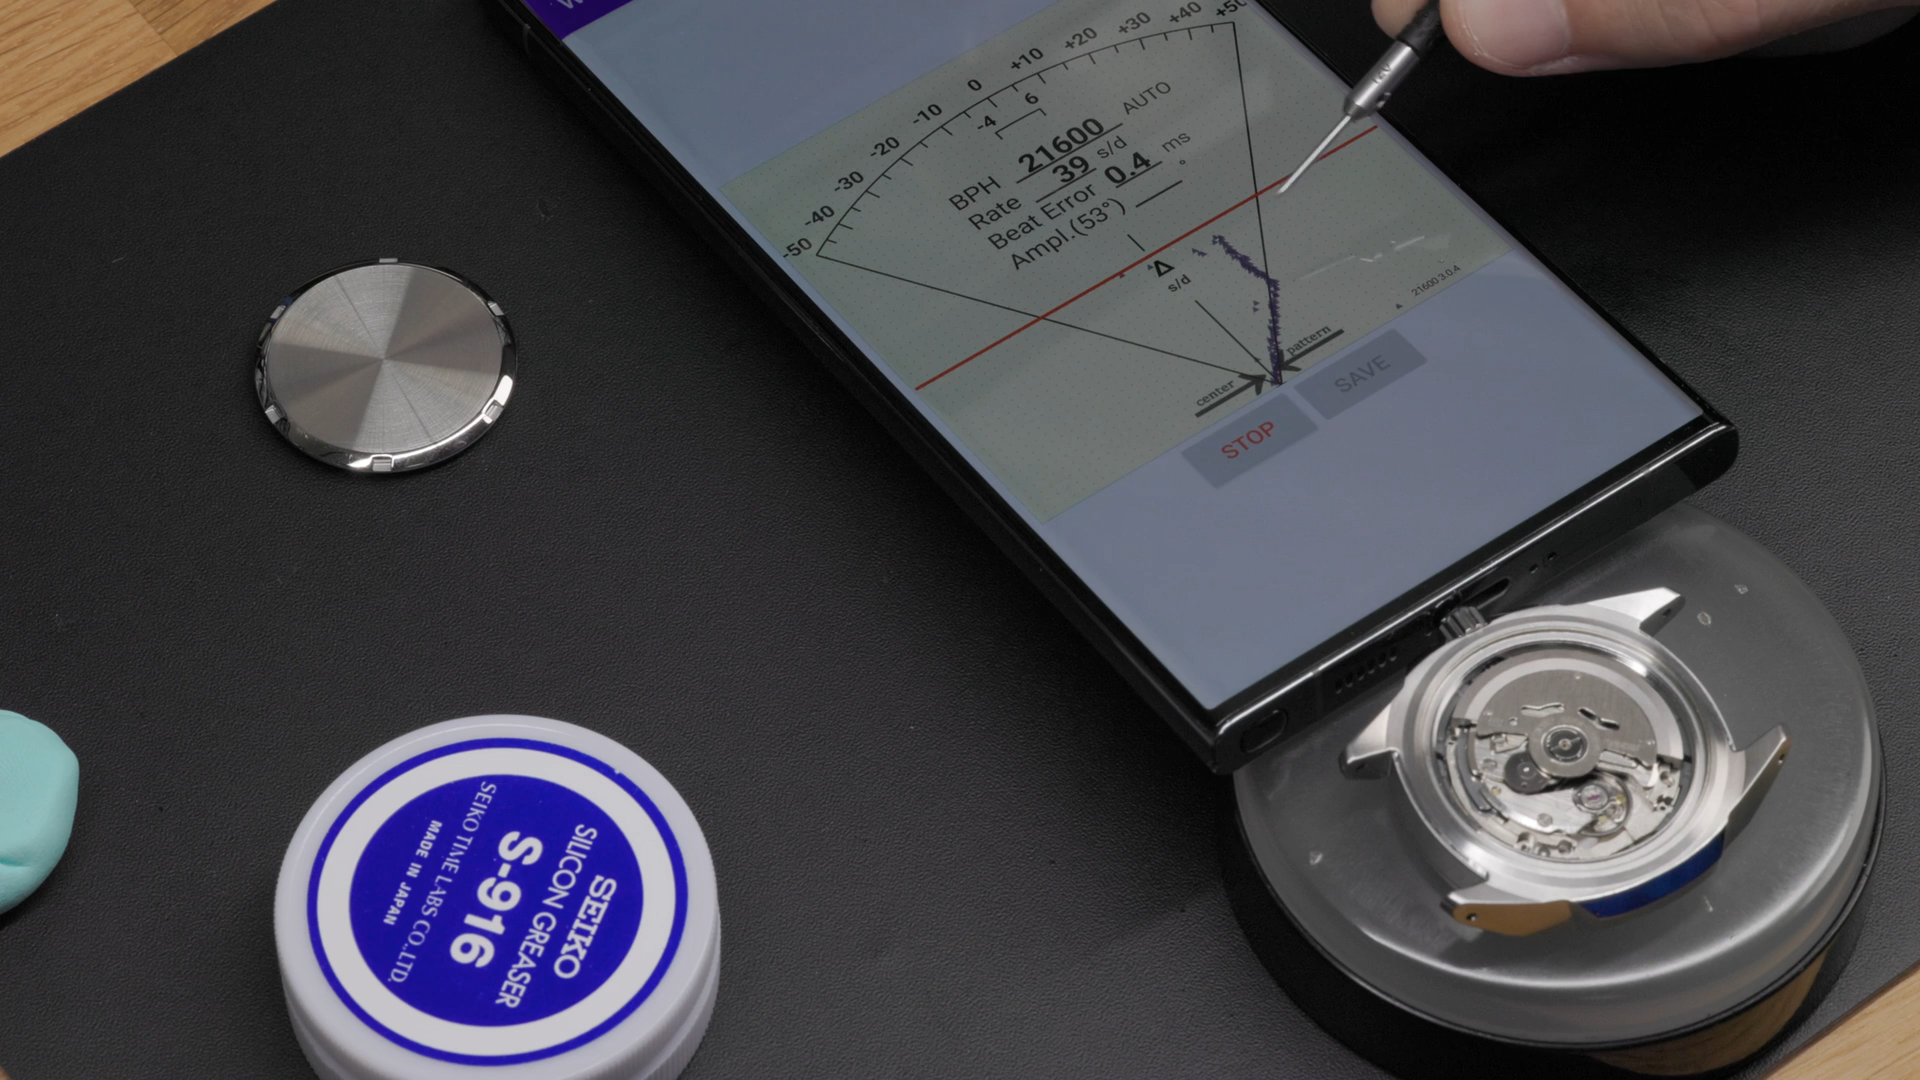 W
-50
-40
-30
-20
-10
0
+10
+20
+30
+40
+50
-4
6
BPH 21600 AUTO
Rate 39 s/d
Beat Error 0.4 ms
Ampl.(53°) °
Δ
s/d
21600 3.0.4
center
pattern
STOP
SAVE
SEIKO
SILICON GREASER
S-916
SEIKO TIME LABS CO.,LTD.
MADE IN JAPAN